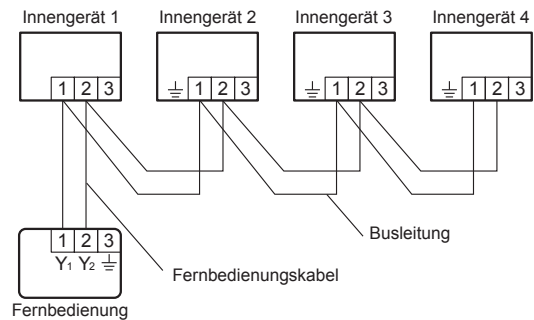 Innengerät 1 Innengerät 2 Innengerät 3 Innengerät 4
1 2 3 1 2 3 1 2 3 1 2 3
Busleitung
1 2 3
Y1 Y2
Fernbedienungskabel
Fernbedienung